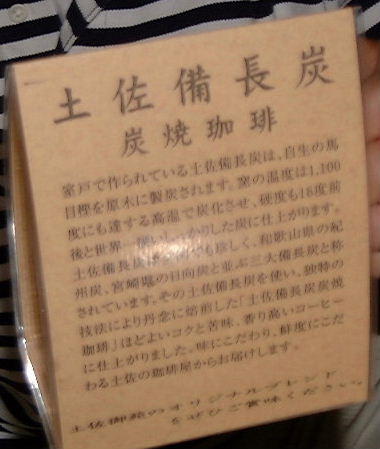 土佐備長炭
炭焼珈琲
室戸で作られている土佐備長炭は、自生の馬
目樫を原木に製炭されます。窯の温度は1,100
度にも達する高温で炭化させ、硬度も15度前
後と世界一硬いしっかりした炭に仕上がります。
土佐備長炭は も珍しく、和歌山県の紀
州炭、宮崎県の日向炭と並ぶ三大備長炭と称
されています。その土佐備長炭を使い、独特の
技法により丹念に焙煎した「土佐備長炭炭焼
珈琲」ほどよいコクと苦味、香り高いコーヒー
に仕上がりました。味にこだわり、鮮度にこだ
わる土佐の珈琲屋からお届けします。
土佐御苑のオリジナルブレンド
をぜひご賞味ください。